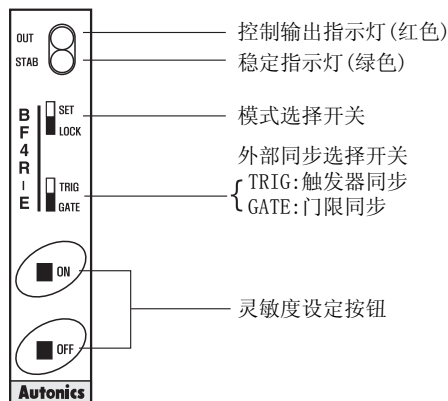 OUT
控制输出指示灯(红色)
STAB
稳定指示灯(绿色)
BF4R-E
SET
LOCK
模式选择开关
外部同步选择开关
TRIG
GATE
TRIG:触发器同步
GATE:门限同步
ON
灵敏度设定按钮
OFF
Autonics